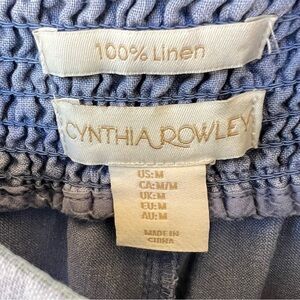 100% Linen
CYNTHIA ROWLEY
US:M
CA:M/M
UK:M
EU:M
AU:M
MADE IN
CHINA